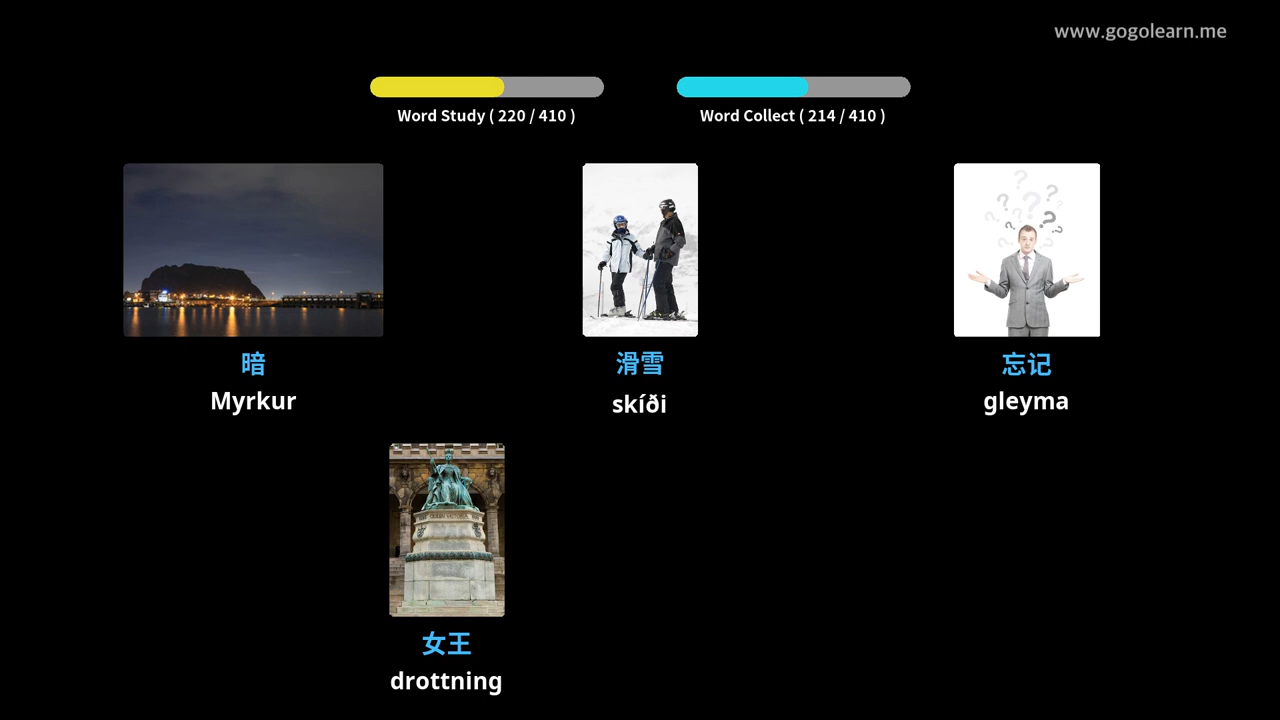 www.gogolearn.me
Word Study ( 220 / 410 )
Word Collect ( 214 / 410 )
暗
Myrkur
滑雪
skíði
忘记
gleyma
女王
drottning